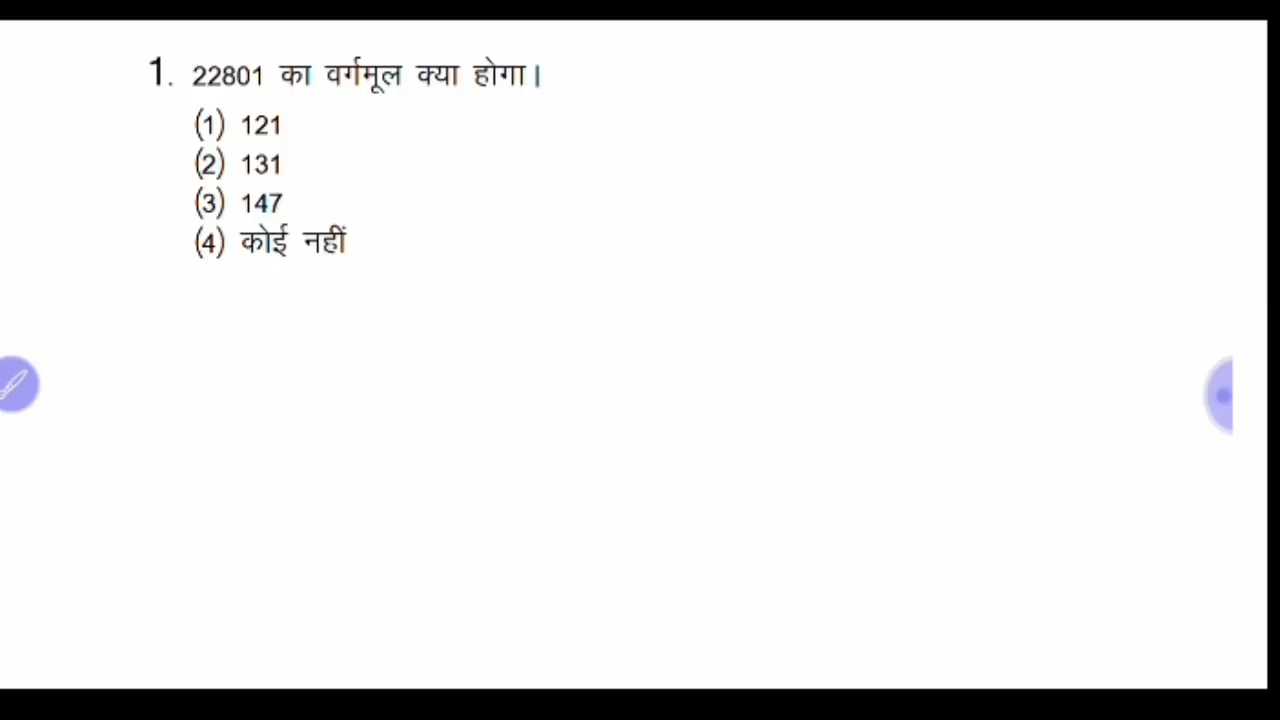 1. 22801 का वर्गमूल क्या होगा।
(1) 121
(2) 131
(3) 147
(4) कोई नहीं